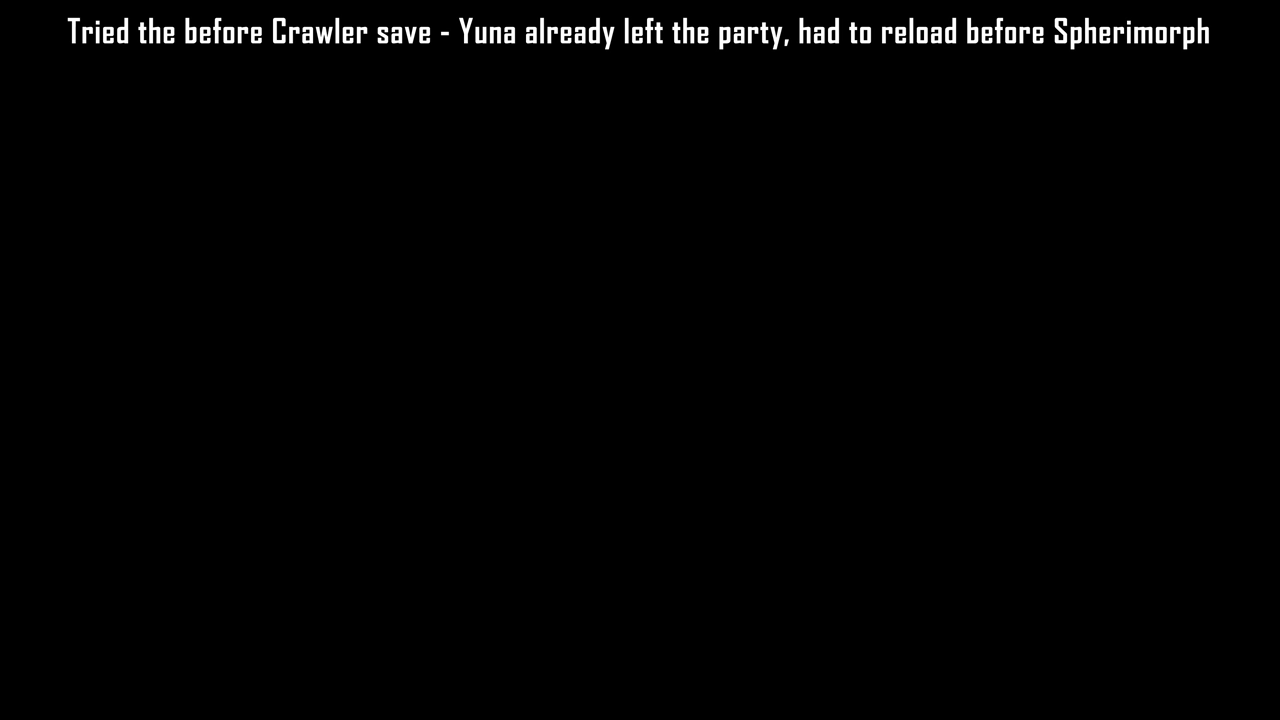 Tried the before Crawler save - Yuna already left the party, had to reload before Spherimorph